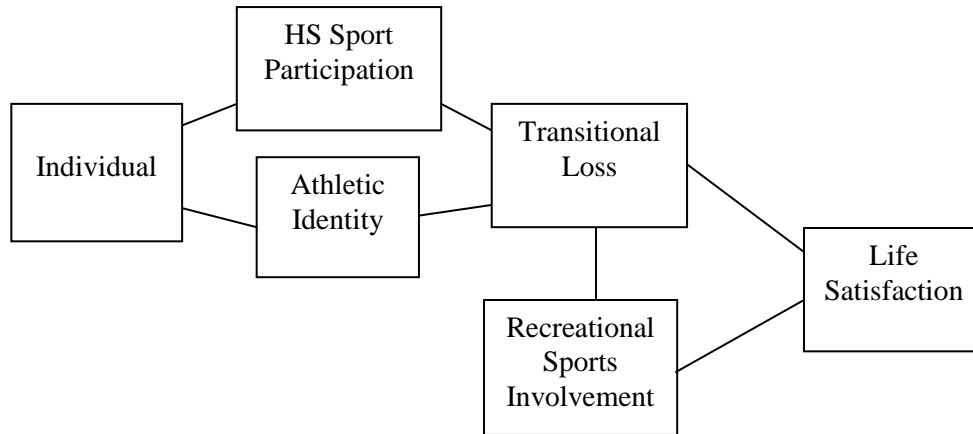 HS Sport
Participation
Individual
Athletic
Identity
Transitional
Loss
Recreational
Sports
Involvement
Life
Satisfaction